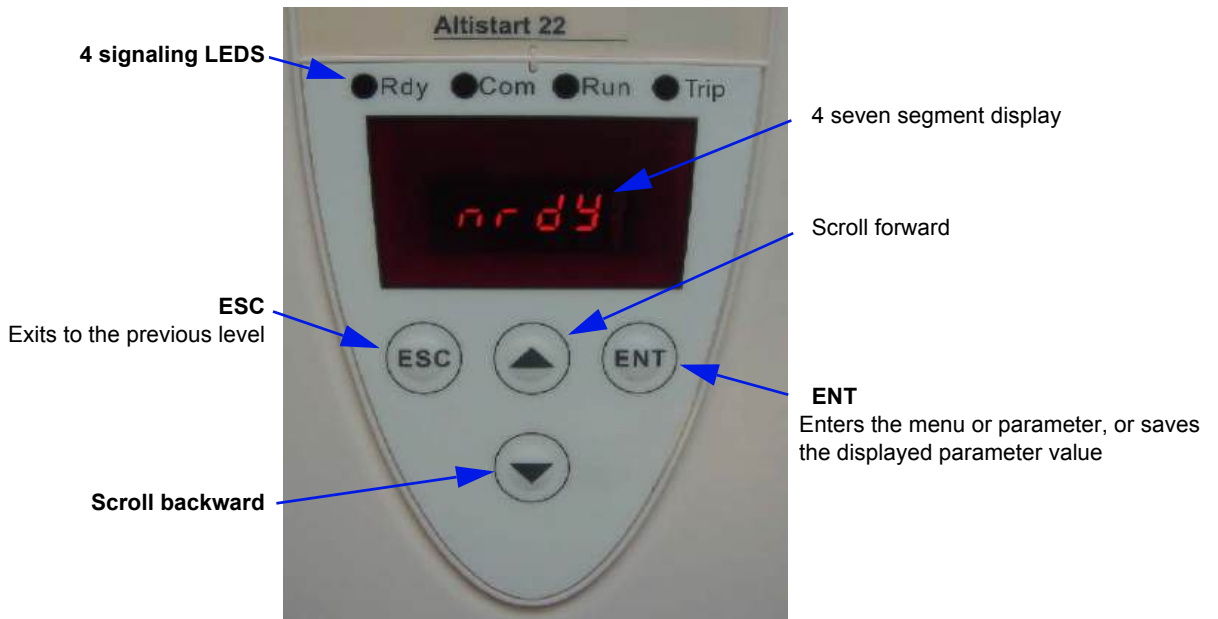 Altistart 22
4 signaling LEDS
Rdy Com Run Trip
4 seven segment display
nrdY
Scroll forward
ESC
Exits to the previous level
ESC
ENT
ENT
Enters the menu or parameter, or saves
the displayed parameter value
Scroll backward